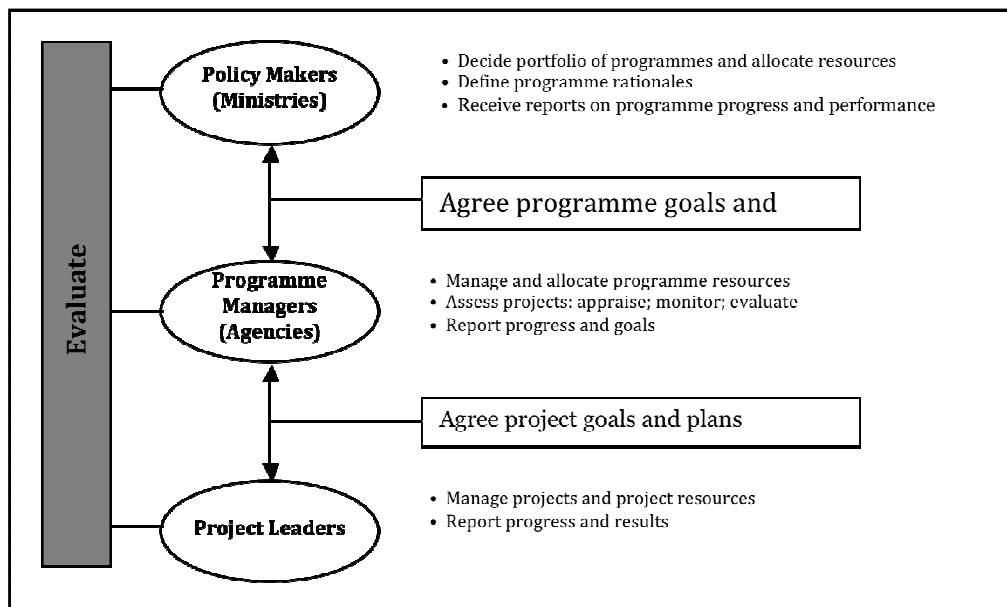 Evaluate
Policy Makers
(Ministries)
• Decide portfolio of programmes and allocate resources
• Define programme rationales
• Receive reports on programme progress and performance
Agree programme goals and
Programme
Managers
(Agencies)
• Manage and allocate programme resources
• Assess projects: appraise; monitor; evaluate
• Report progress and goals
Agree project goals and plans
Project Leaders
• Manage projects and project resources
• Report progress and results